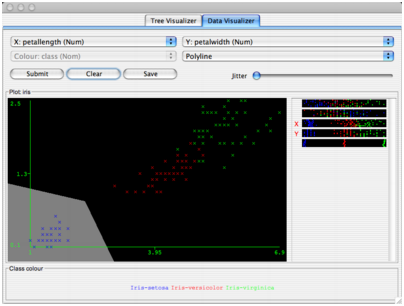 Tree Visualizer Data Visualizer
X: petallength (Num) Y: petalwidth (Num)
Colour: class (Nom) Polyline
Submit Clear Save Jitter
Plot: iris
2.5
X
Y
1.3
0.1
1 3.95 6.9
Class colour
Iris-setosa Iris-versicolor Iris-virginica